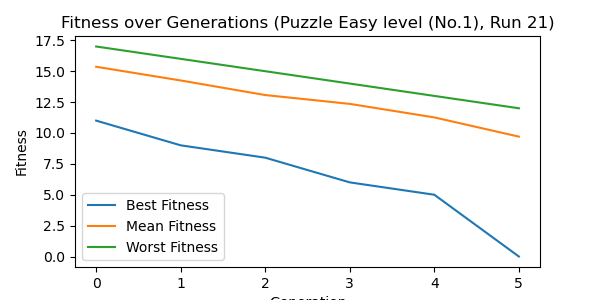 Fitness over Generations (Puzzle Easy level (No.1), Run 21)
17.5
15.0
12.5
10.0
7.5
5.0
2.5
0.0
Fitness
Best Fitness
Mean Fitness
Worst Fitness
0 1 2 3 4 5
Generation